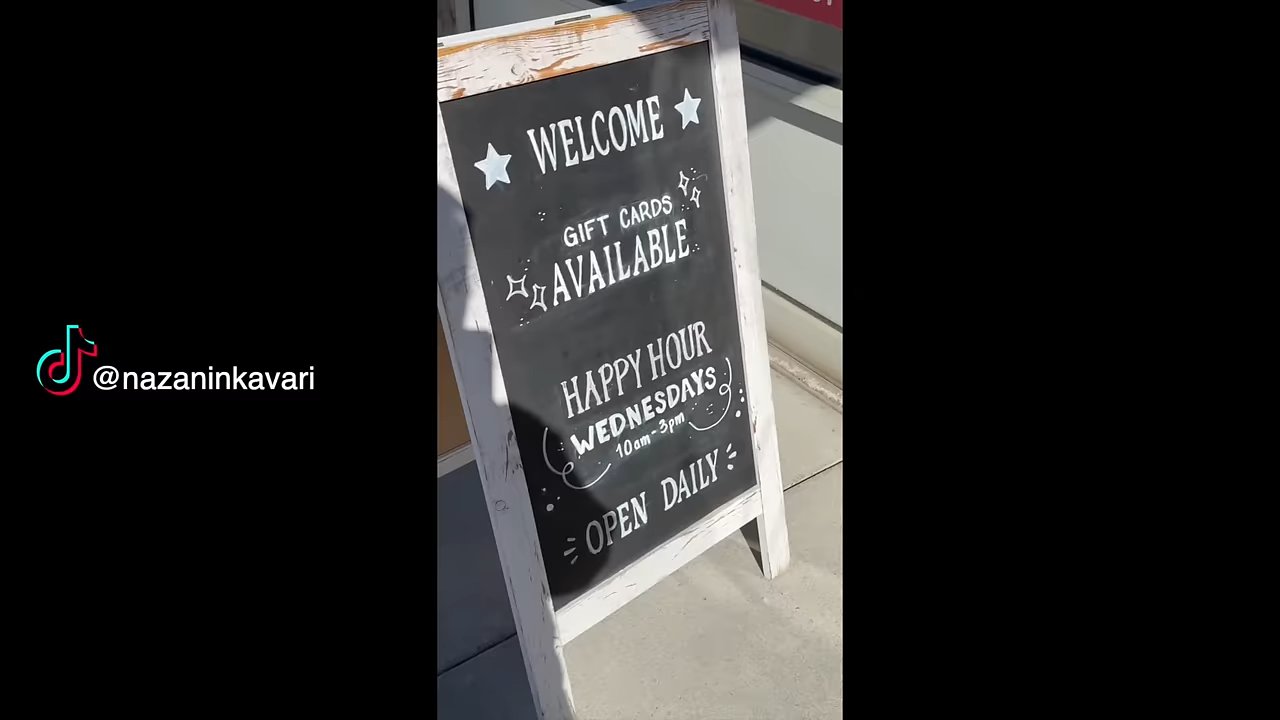 WELCOME
GIFT CARDS
AVAILABLE
HAPPY HOUR
WEDNESDAYS
10am-3pm
OPEN DAILY
@nazaninkavari